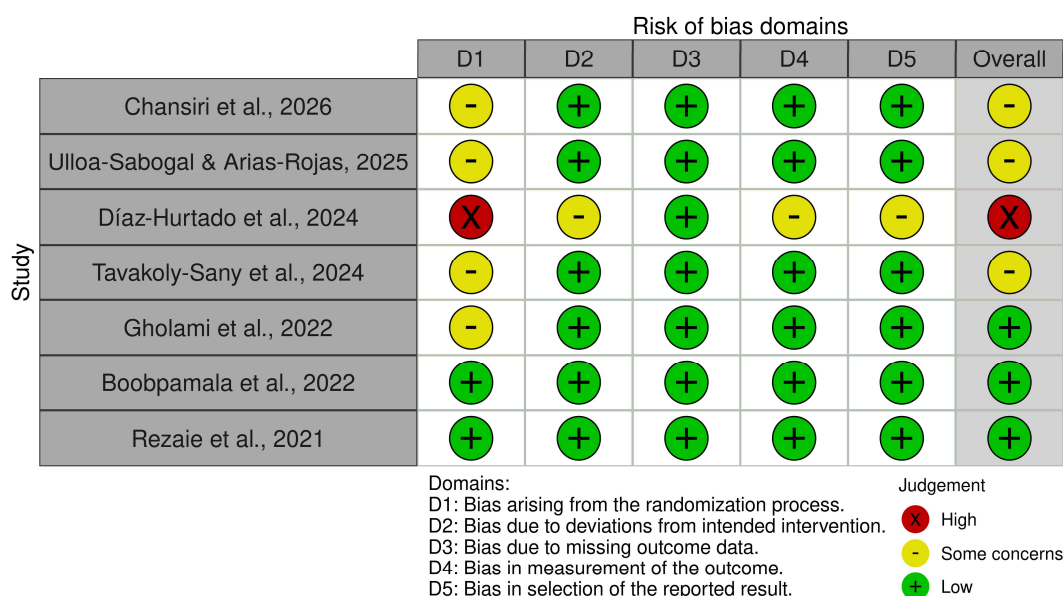 Risk of bias domains
D1 D2 D3 D4 D5 Overall
Study
Chansiri et al., 2026 - + + + + -
Ulloa-Sabogal & Arias-Rojas, 2025 - + + + + -
Díaz-Hurtado et al., 2024 X - + - - X
Tavakoly-Sany et al., 2024 - + + + + -
Gholami et al., 2022 - + + + + +
Boobpamala et al., 2022 + + + + + +
Rezaie et al., 2021 + + + + + +
Domains:
D1: Bias arising from the randomization process.
D2: Bias due to deviations from intended intervention.
D3: Bias due to missing outcome data.
D4: Bias in measurement of the outcome.
D5: Bias in selection of the reported result.
Judgement
X High
- Some concerns
+ Low